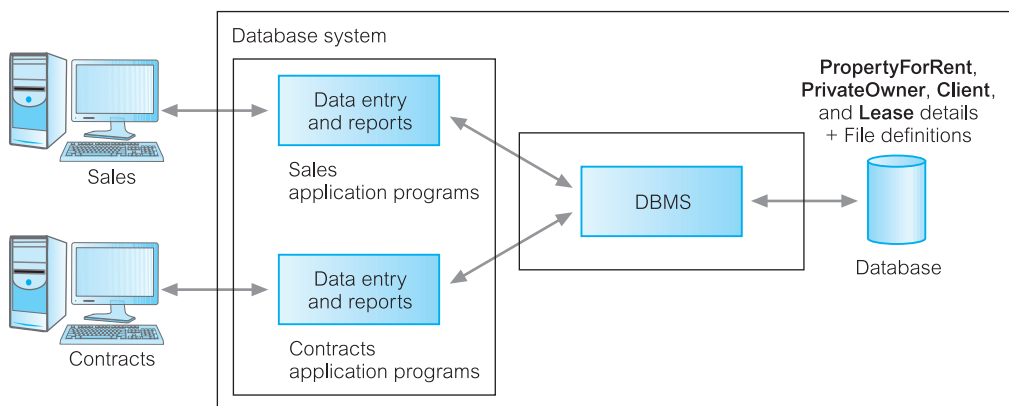 Database system
PropertyForRent,
PrivateOwner, Client,
and Lease details
+ File definitions
Data entry
and reports
Sales
Sales
application programs
DBMS
Database
Data entry
and reports
Contracts
Contracts
application programs